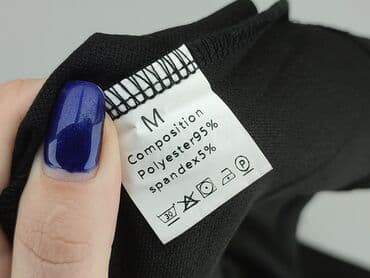 M
Composition
Polyester95%
spandex5%
30 P